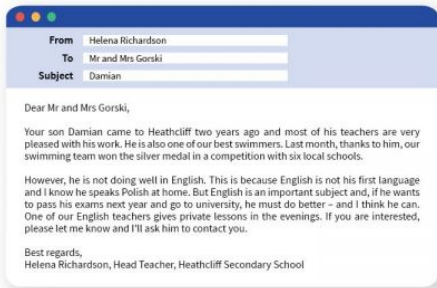 From Helena Richardson
To Mr and Mrs Gorski
Subject Damian
Dear Mr and Mrs Gorski,
Your son Damian came to Heathcliff two years ago and most of his teachers are very
pleased with his work. He is also one of our best swimmers. Last month, thanks to him, our
swimming team won the silver medal in a competition with six local schools.
However, he is not doing well in English. This is because English is not his first language
and I know he speaks Polish at home. But English is an important subject and, if he wants
to pass his exams next year and go to university, he must do better – and I think he can.
One of our English teachers gives private lessons in the evenings. If you are interested,
please let me know and I'll ask him to contact you.
Best regards,
Helena Richardson, Head Teacher, Heathcliff Secondary School